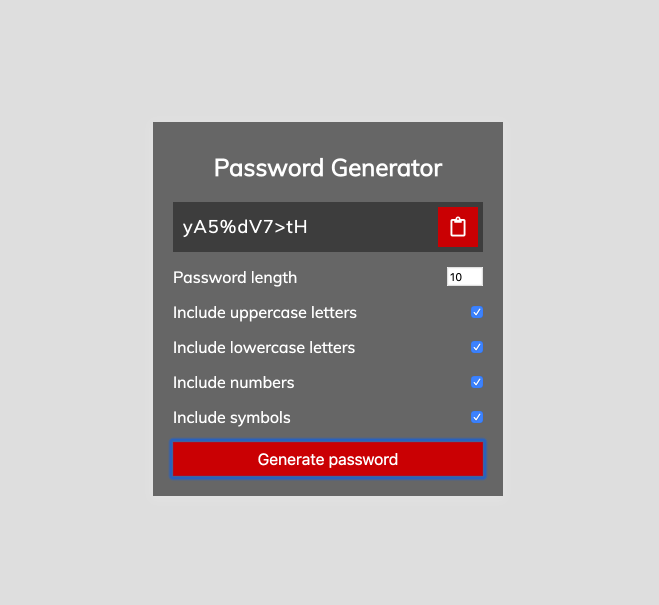 Password Generator
yA5%dV7>tH
Password length 10
Include uppercase letters
Include lowercase letters
Include numbers
Include symbols
Generate password